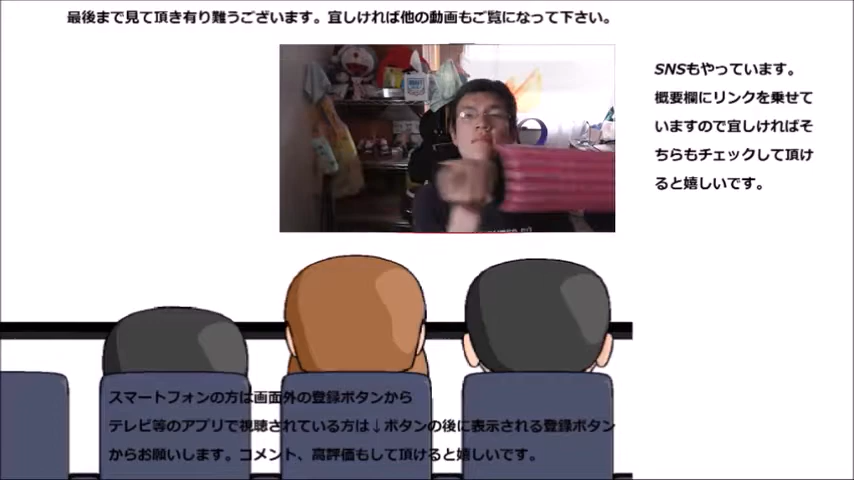 最後まで見て頂き有り難うございます。宜しければ他の動画もご覧になって下さい。
SNSもやっています。
概要欄にリンクを乗せて
いますので宜しければそ
ちらもチェックして頂け
ると嬉しいです。
スマートフォンの方は画面外の登録ボタンから
テレビ等のアプリで視聴されている方は↓ボタンの後に表示される登録ボタン
からお願いします。コメント、高評価もして頂けると嬉しいです。